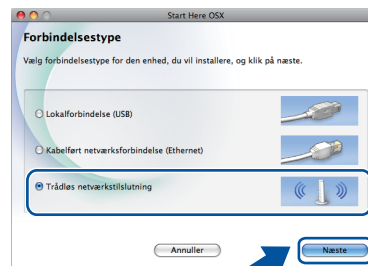 Start Here OSX
Forbindelsestype
Vælg forbindelsestype for den enhed, du vil installere, og klik på næste.
Lokalforbindelse (USB)
Kabelført netværksforbindelse (Ethernet)
Trådløs netværkstilslutning
Annuller
Næste